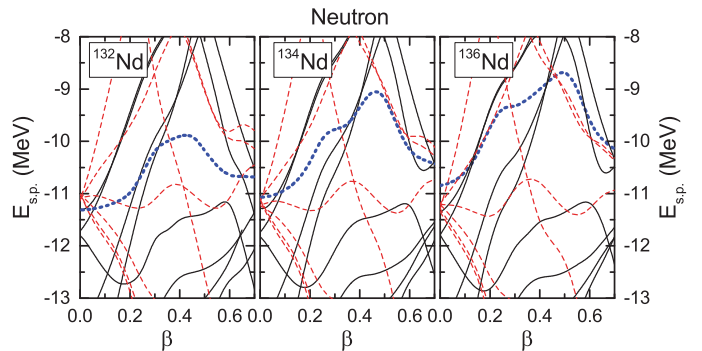 Neutron
-8
-9
-10
-11
-12
-13
E_s.p. (MeV)
¹³²Nd
¹³⁴Nd
¹³⁶Nd
-8
-9
-10
-11
-12
-13
E_s.p. (MeV)
0.0 0.2 0.4 0.6 0.0 0.2 0.4 0.6 0.0 0.2 0.4 0.6
β β β